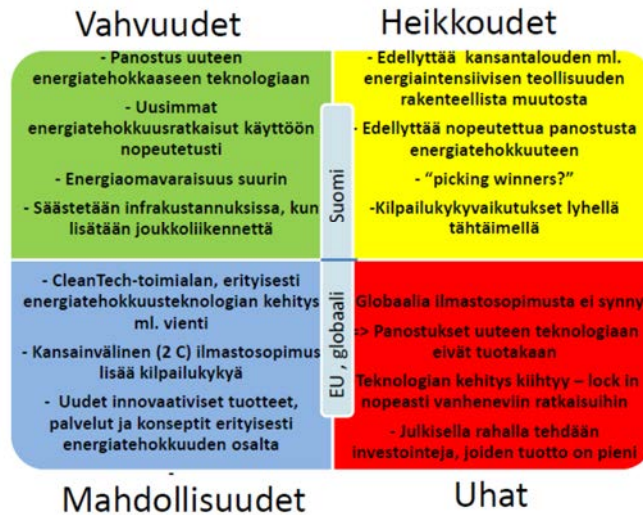 Vahvuudet
- Panostus uuteen
energiatehokkaaseen teknologiaan
- Uusimmat
energiatehokkuusratkaisut käyttöön
nopeutetusti
- Energiaomavaraisuus suurin
- Säästetään infrakustannuksissa, kun
lisätään joukkoliikennettä
Heikkoudet
- Edellyttää kansantalouden ml.
energiaintensiivisen teollisuuden
rakenteellista muutosta
- Edellyttää nopeutettua panostusta
energiatehokkuuteen
- “picking winners?”
-Kilpailukykyvaikutukset lyhellä
tähtäimellä
Suomi
EU , globaali
- CleanTech-toimialan, erityisesti
energiatehokkuusteknologian kehitys
ml. vienti
- Kansainvälinen (2 C) ilmastosopimus
lisää kilpailukykyä
- Uudet innovaativiset tuotteet,
palvelut ja konseptit erityisesti
energiatehokkuuden osalta
-
Mahdollisuudet
Globaalia ilmastosopimusta ei synny
=> Panostukset uuteen teknologiaan
eivät tuotakaan
Teknologian kehitys kiihtyy – lock in
nopeasti vanheneviin ratkaisuihin
- Julkisella rahalla tehdään
investointeja, joiden tuotto on pieni
Uhat